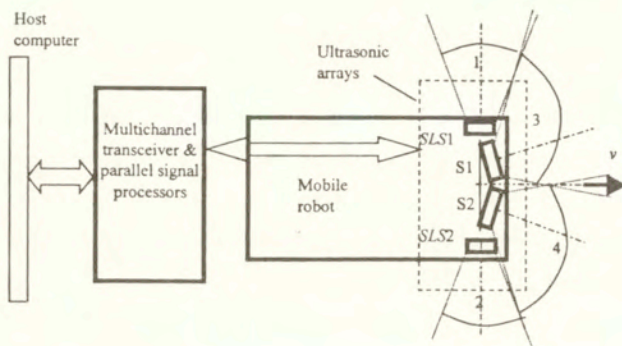 Host
computer
Ultrasonic
arrays
1
3
Multichannel
transceiver &
parallel signal
processors
SLS1
S1
v
Mobile
robot
S2
SLS2
4
2